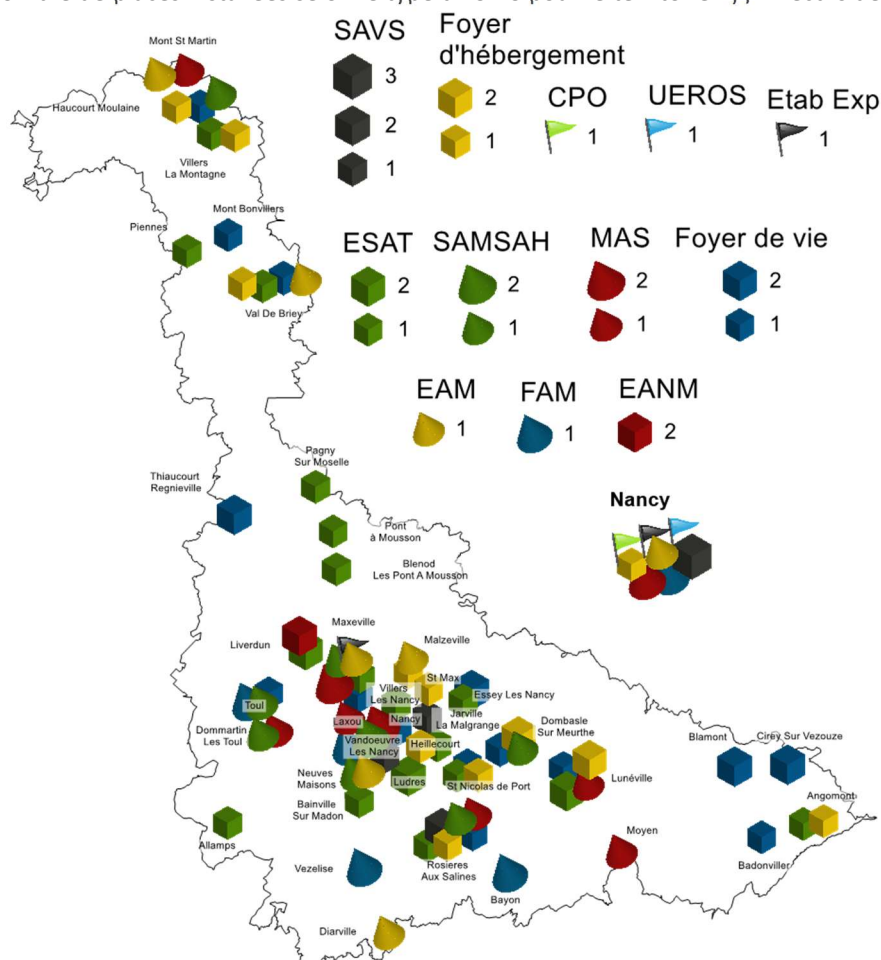 SAVS
3
2
1
Foyer
d'hébergement
2
1
CPO
1
UEROS
1
Etab Exp
1
ESAT
2
1
SAMSAH
2
1
MAS
2
1
Foyer de vie
2
1
EAM
1
FAM
1
EANM
2
Mont St Martin
Haucourt Moulaine
Villers
La Montagne
Mont Bonvillers
Piennes
Val De Briey
Pagny
Sur Moselle
Thiaucourt
Regnieville
Pont
à Mousson
Blenod
Les Pont A Mousson
Nancy
Maxeville
Liverdun
Malzeville
St Max
Villers
Les Nancy
Essey Les Nancy
Toul
Laxou
Nancy
Jarville
La Malgrange
Dombasle
Sur Meurthe
Dommartin
Les Toul
Vandoeuvre
Les Nancy
Heillecourt
Blamont
Cirey Sur Vezouze
Neuves
Maisons
Ludres
St Nicolas de Port
Lunéville
Bainville
Sur Madon
Angomont
Allamps
Moyen
Badonviller
Vezelise
Rosieres
Aux Salines
Bayon
Diarville